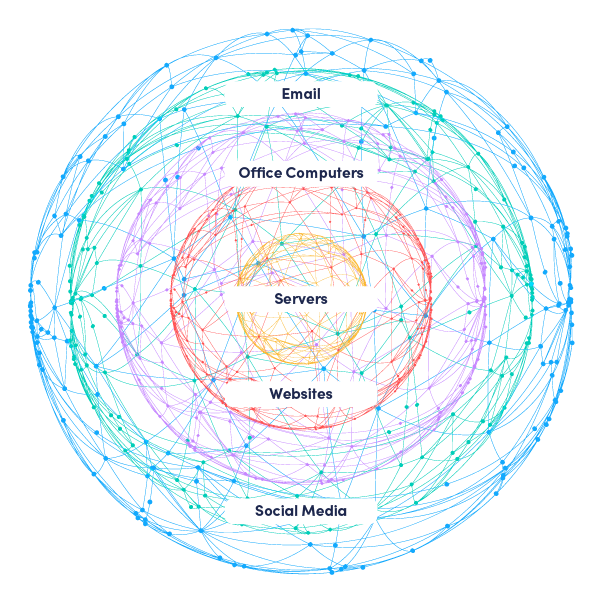 Email
Office Computers
Servers
Websites
Social Media